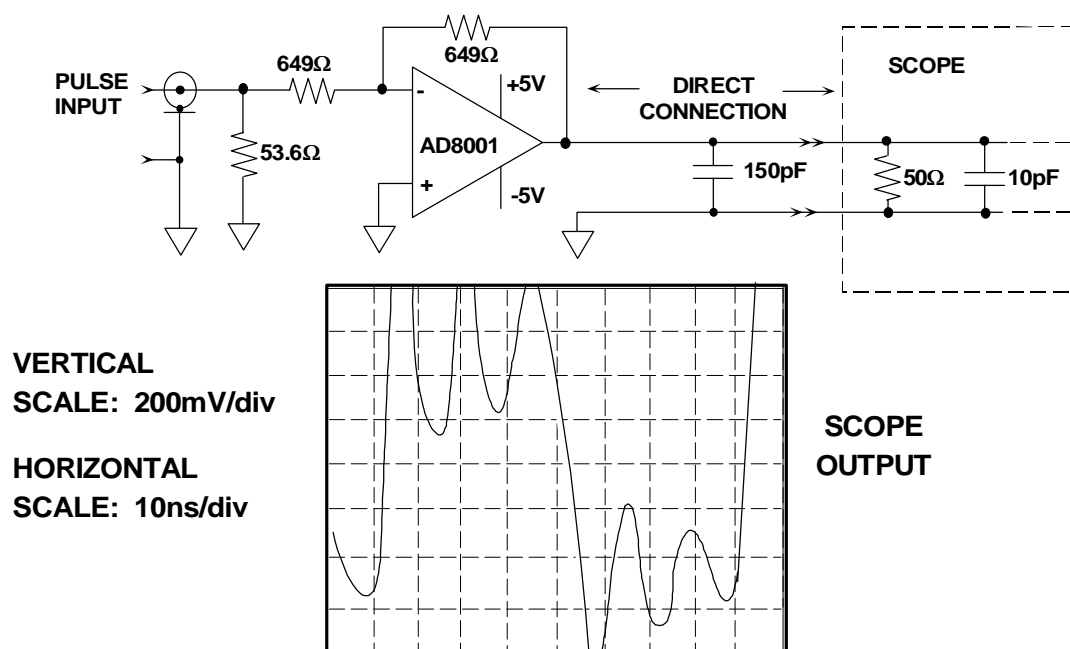 649Ω
649Ω
PULSE
INPUT
53.6Ω
-
+
AD8001
+5V
-5V
DIRECT
CONNECTION
150pF
SCOPE
50Ω
10pF
VERTICAL
SCALE: 200mV/div
HORIZONTAL
SCALE: 10ns/div
SCOPE
OUTPUT